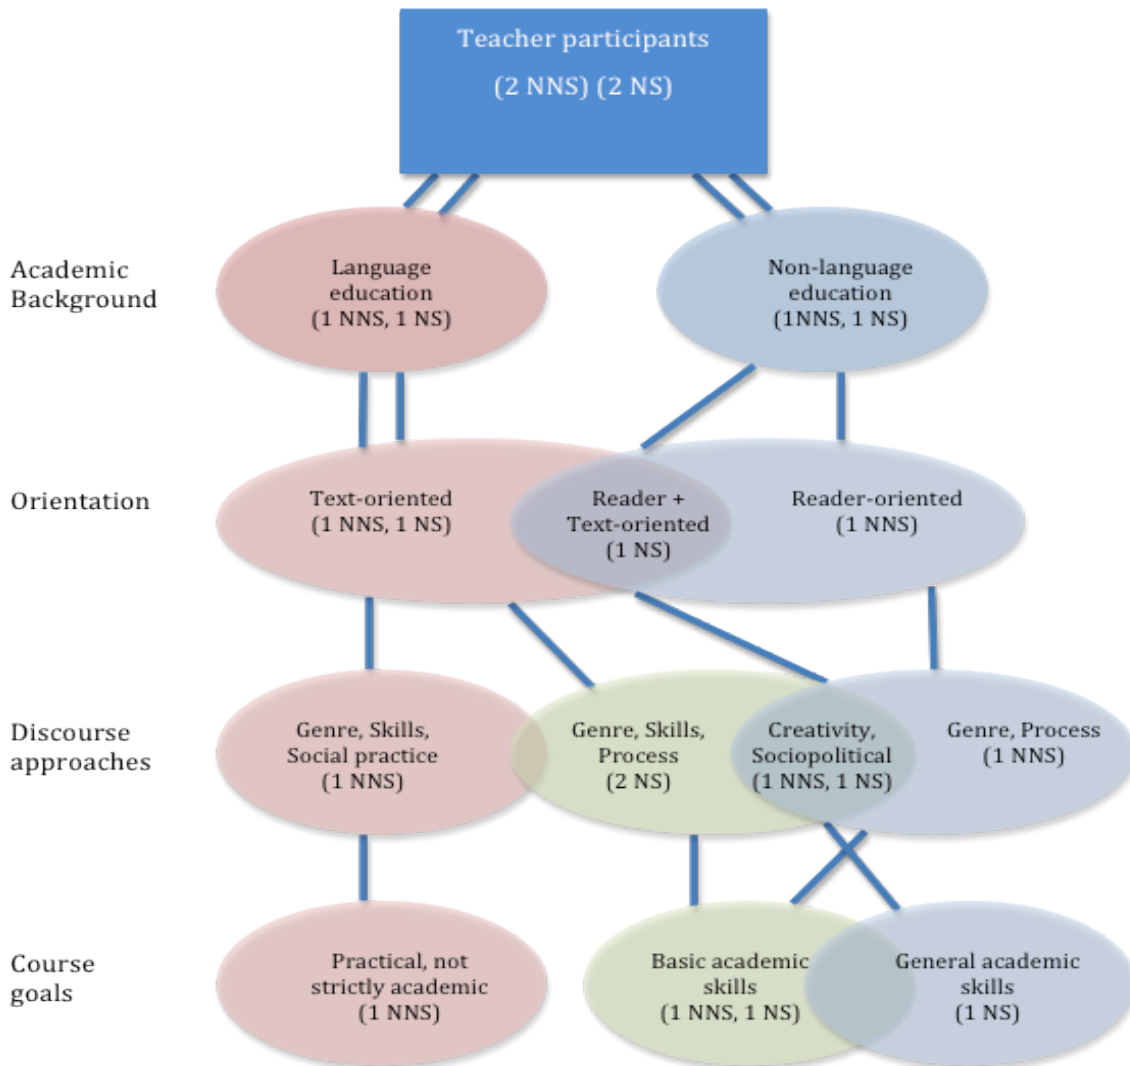 Teacher participants
(2 NNS) (2 NS)
Academic
Background
Language
education
(1 NNS, 1 NS)
Non-language
education
(1NNS, 1 NS)
Orientation
Text-oriented
(1 NNS, 1 NS)
Reader +
Text-oriented
(1 NS)
Reader-oriented
(1 NNS)
Discourse
approaches
Genre, Skills,
Social practice
(1 NNS)
Genre, Skills,
Process
(2 NS)
Creativity,
Sociopolitical
(1 NNS, 1 NS)
Genre, Process
(1 NNS)
Course
goals
Practical, not
strictly academic
(1 NNS)
Basic academic
skills
(1 NNS, 1 NS)
General academic
skills
(1 NS)